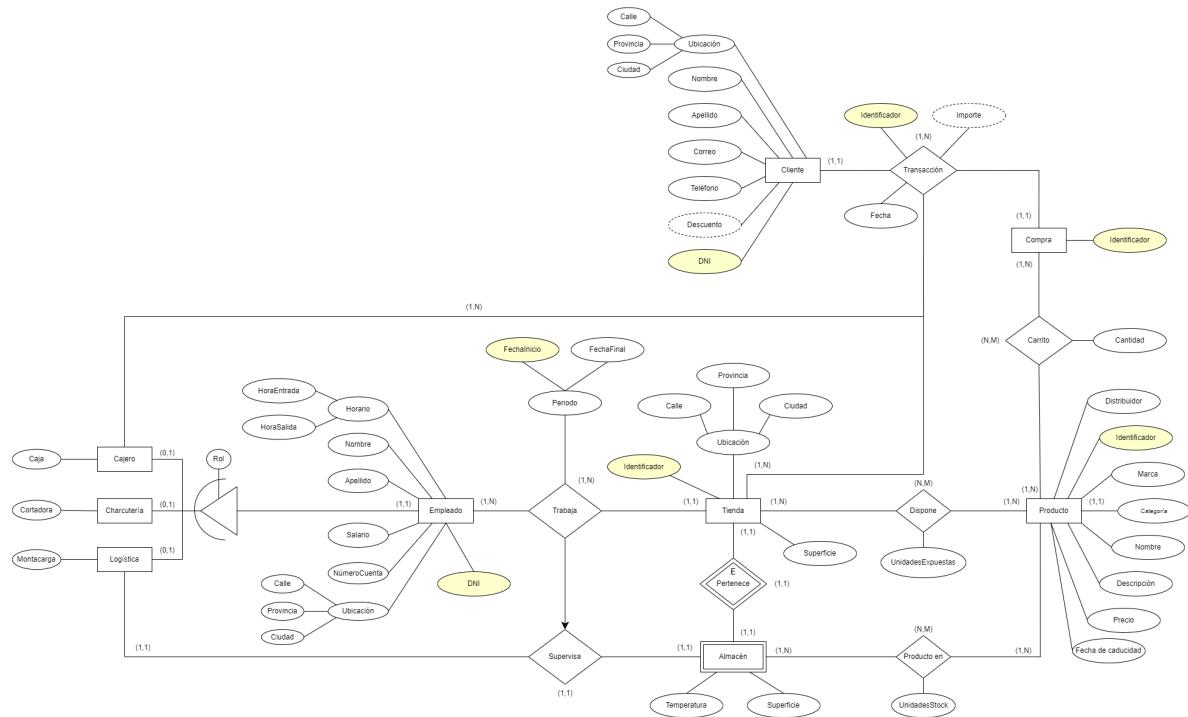 Calle
Provincia
Ubicación
Ciudad
Nombre
Apellido
Identificador
Importe
(1,N)
Correo
(1,1)
Cliente
Transacción
Teléfono
Fecha
Descuento
(1,1)
Compra
Identificador
DNI
(1,N)
(1,N)
FechaInicio
FechaFinal
(N,M)
Carrito
Cantidad
Provincia
HoraEntrada
Horario
Periodo
Calle
Ciudad
Distribuidor
HoraSalida
Nombre
Ubicación
Identificador
Caja
Cajero
(0,1)
Rol
Identificador
(1,N)
Marca
Apellido
(1,N)
(N,M)
Cortadora
Charcutería
(0,1)
(1,1)
Empleado
(1,N)
Trabaja
(1,1)
Tienda
(1,N)
Dispone
(1,N)
Producto
(1,1)
Categoría
Salario
(1,1)
Superficie
UnidadesExpuestas
Nombre
Montacarga
Logística
(0,1)
NúmeroCuenta
DNI
E
Pertenece
(1,1)
Descripción
Calle
Provincia
Ubicación
Ciudad
Precio
(1,1)
(N,M)
Fecha de caducidad
(1,1)
Supervisa
(1,1)
Almacén
(1,N)
Producto en
(1,N)
(1,1)
Temperatura
Superficie
UnidadesStock